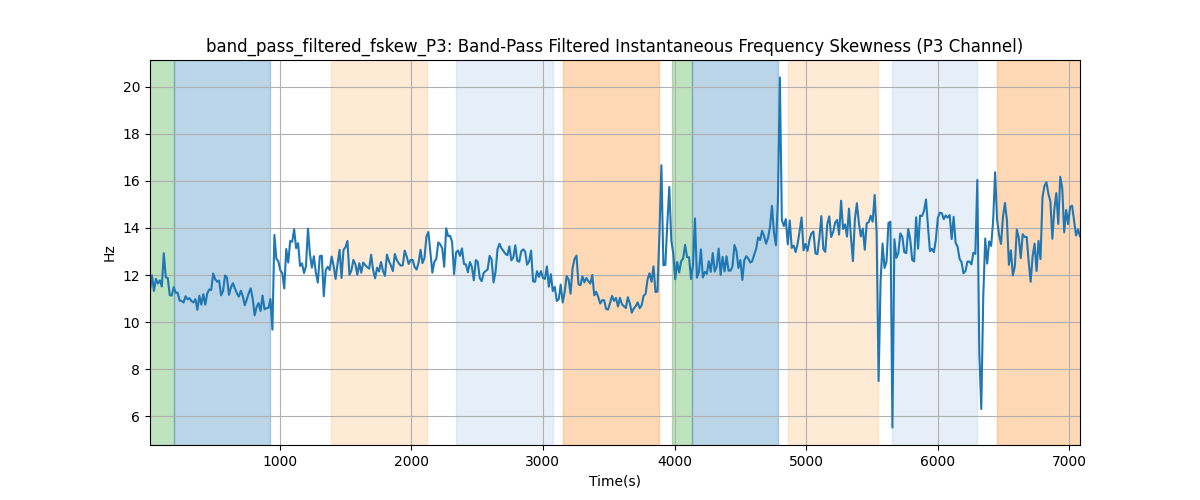 band_pass_filtered_fskew_P3: Band-Pass Filtered Instantaneous Frequency Skewness (P3 Channel)
20
18
16
14
12
10
8
6
Hz
1000 2000 3000 4000 5000 6000 7000
Time(s)